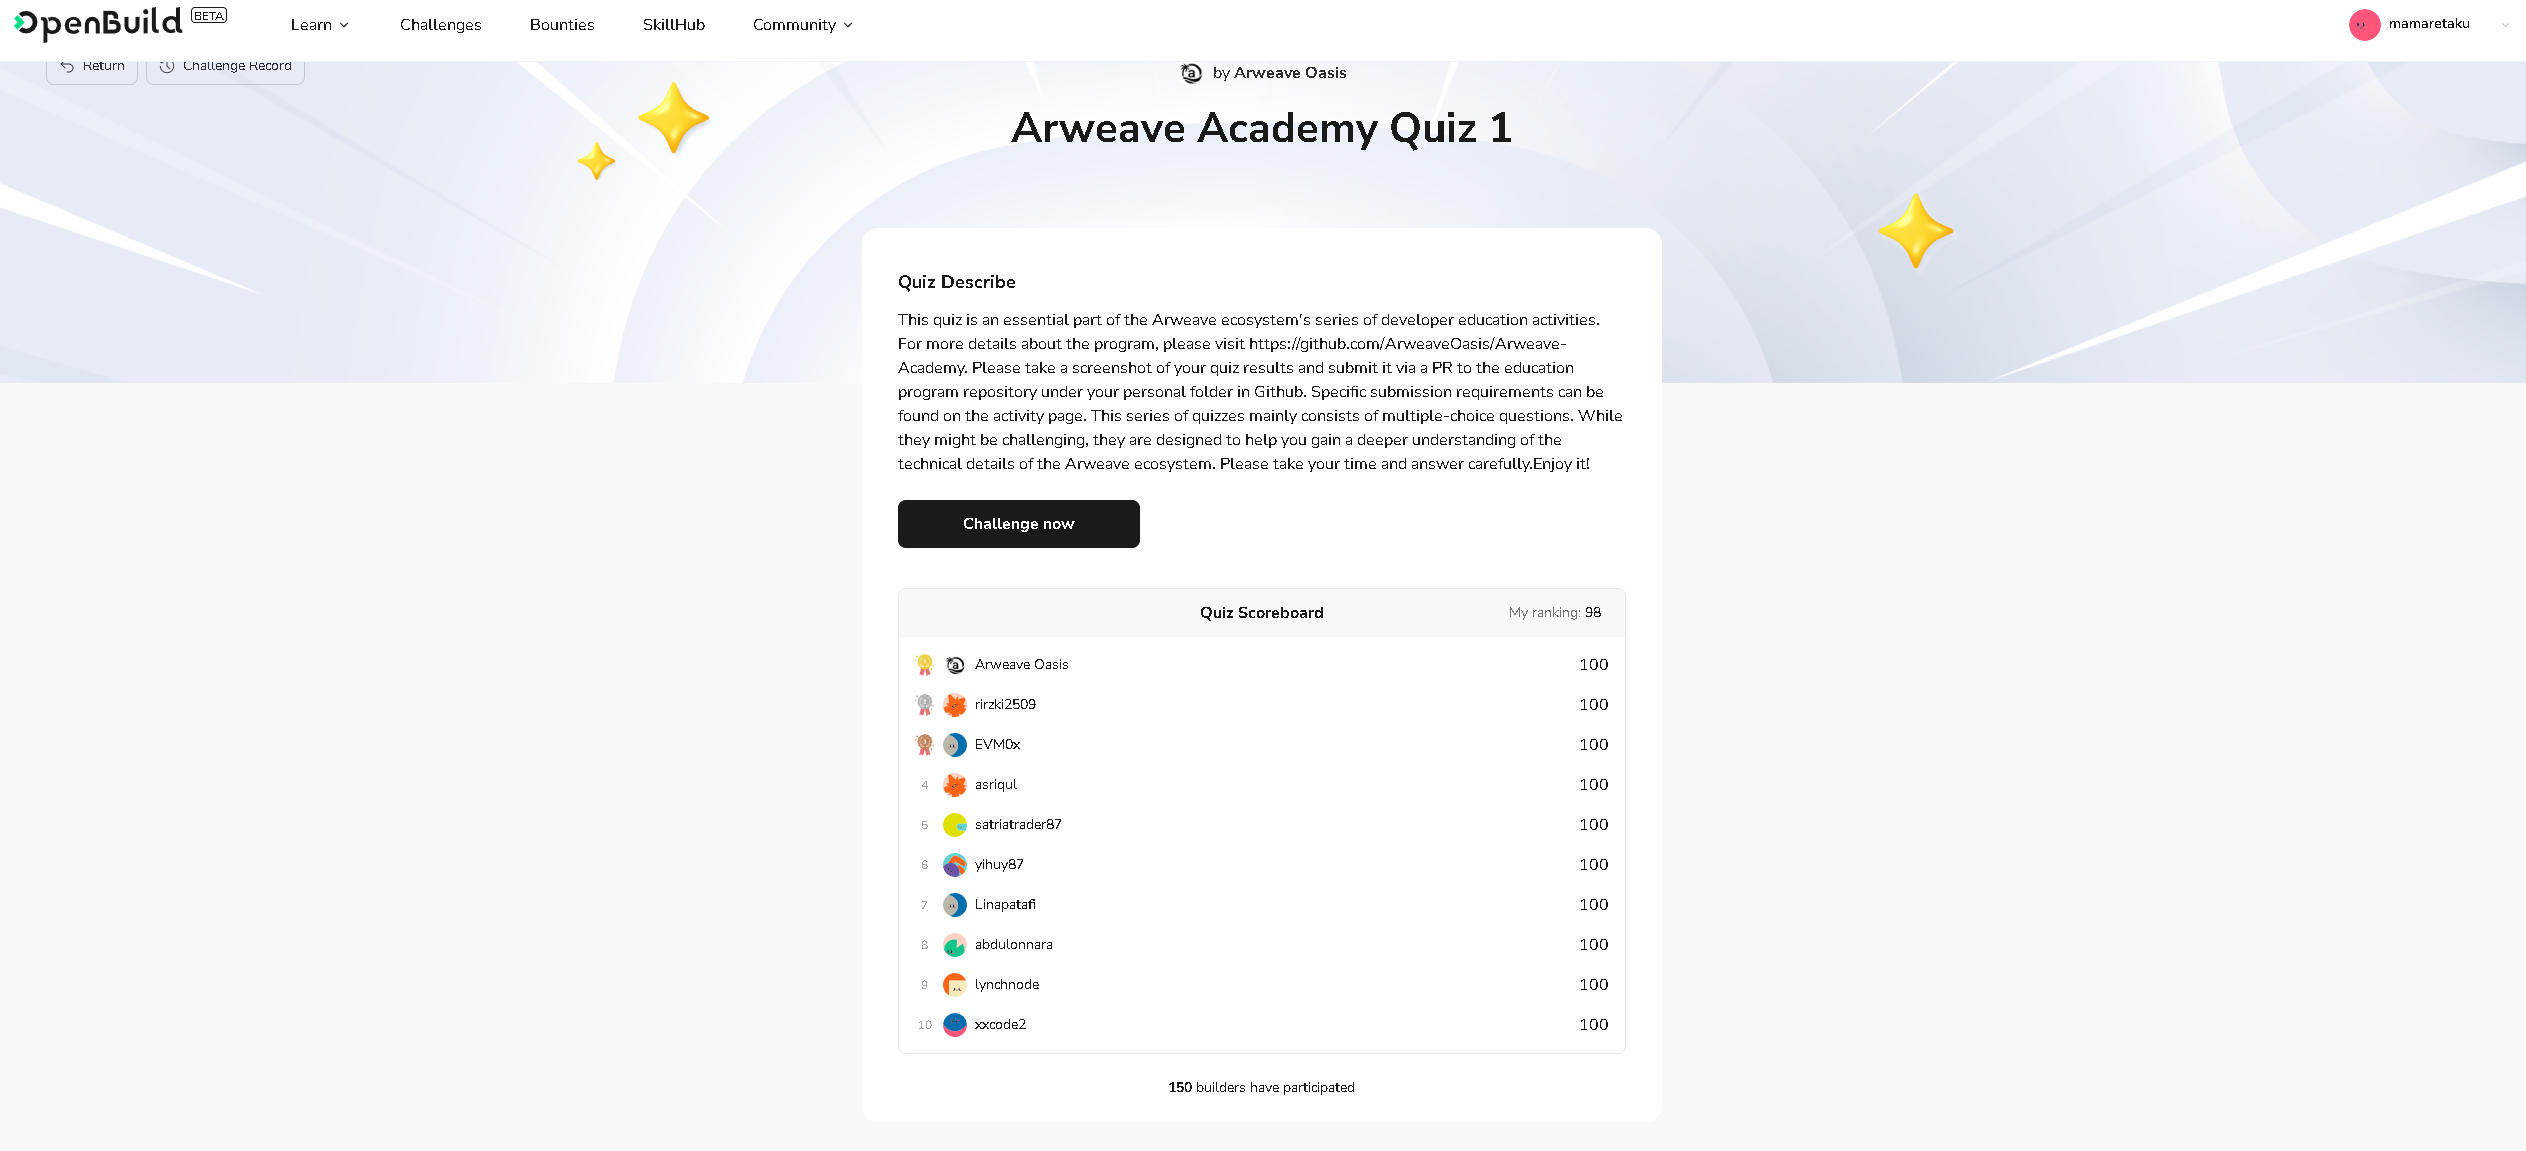 OpenBuild BETA Learn Challenges Bounties SkillHub Community mamaretaku
Return Challenge Record
by Arweave Oasis
Arweave Academy Quiz 1
Quiz Describe
This quiz is an essential part of the Arweave ecosystem's series of developer education activities.
For more details about the program, please visit https://github.com/ArweaveOasis/Arweave-
Academy. Please take a screenshot of your quiz results and submit it via a PR to the education
program repository under your personal folder in Github. Specific submission requirements can be
found on the activity page. This series of quizzes mainly consists of multiple-choice questions. While
they might be challenging, they are designed to help you gain a deeper understanding of the
technical details of the Arweave ecosystem. Please take your time and answer carefully.Enjoy it!
Challenge now
Quiz Scoreboard My ranking: 98
Arweave Oasis 100
rirzki2509 100
EVM0x 100
4 asriqul 100
5 satriatrader87 100
6 yihuy87 100
7 Linapatafi 100
8 abdulonnara 100
9 lynchnode 100
10 xxcode2 100
150 builders have participated